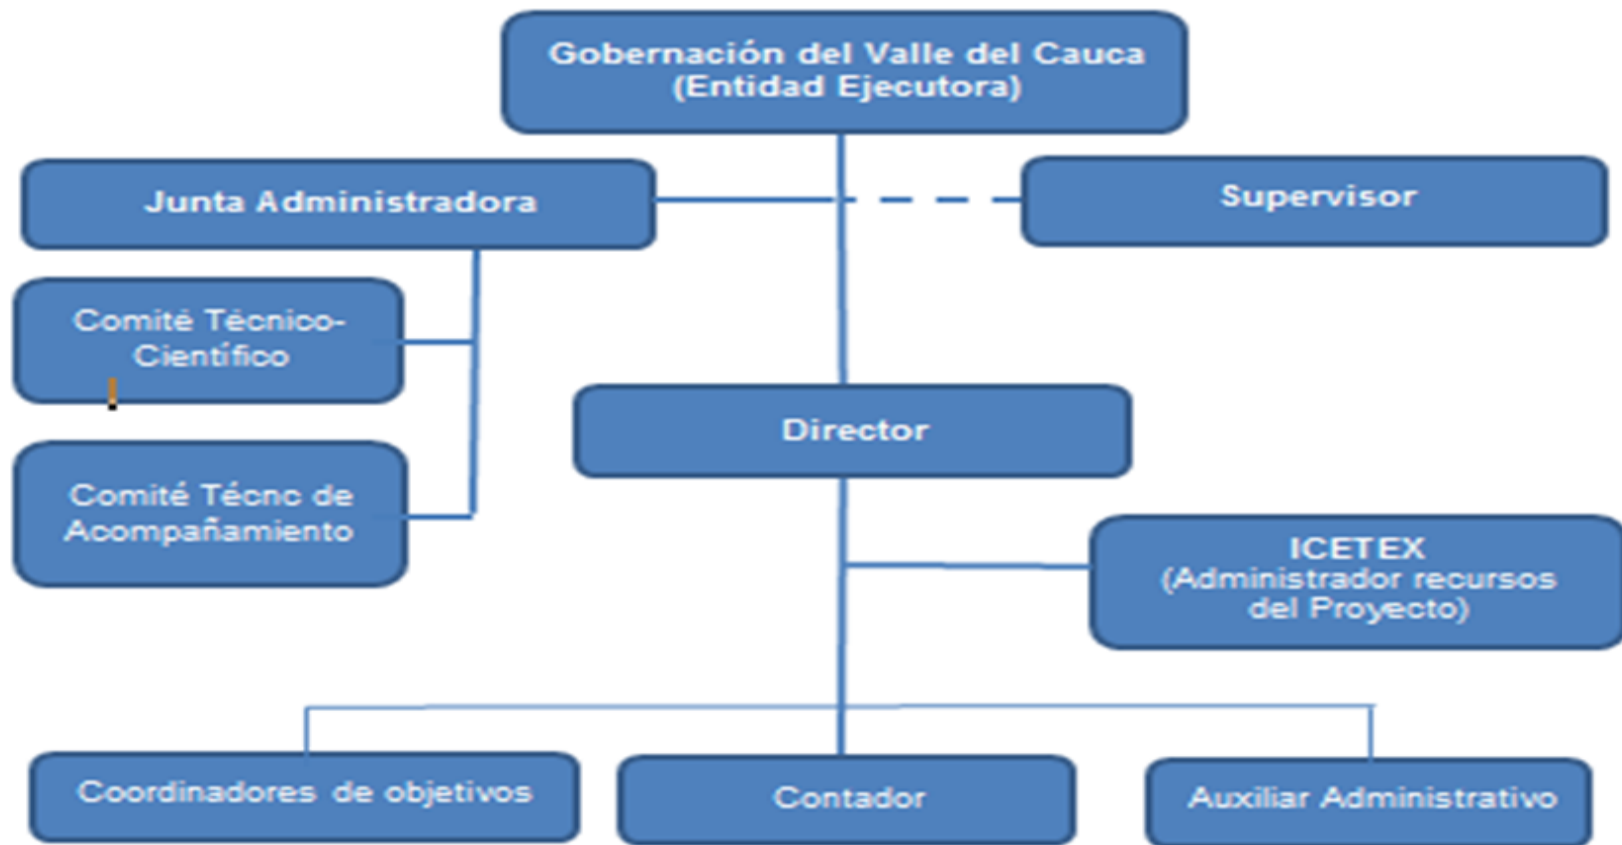 Gobernación del Valle del Cauca
(Entidad Ejecutora)
Junta Administradora
Supervisor
Comité Técnico-
Científico
Director
Comité Técnc de
Acompañamiento
ICETEX
(Administrador recursos
del Proyecto)
Coordinadores de objetivos
Contador
Auxiliar Administrativo